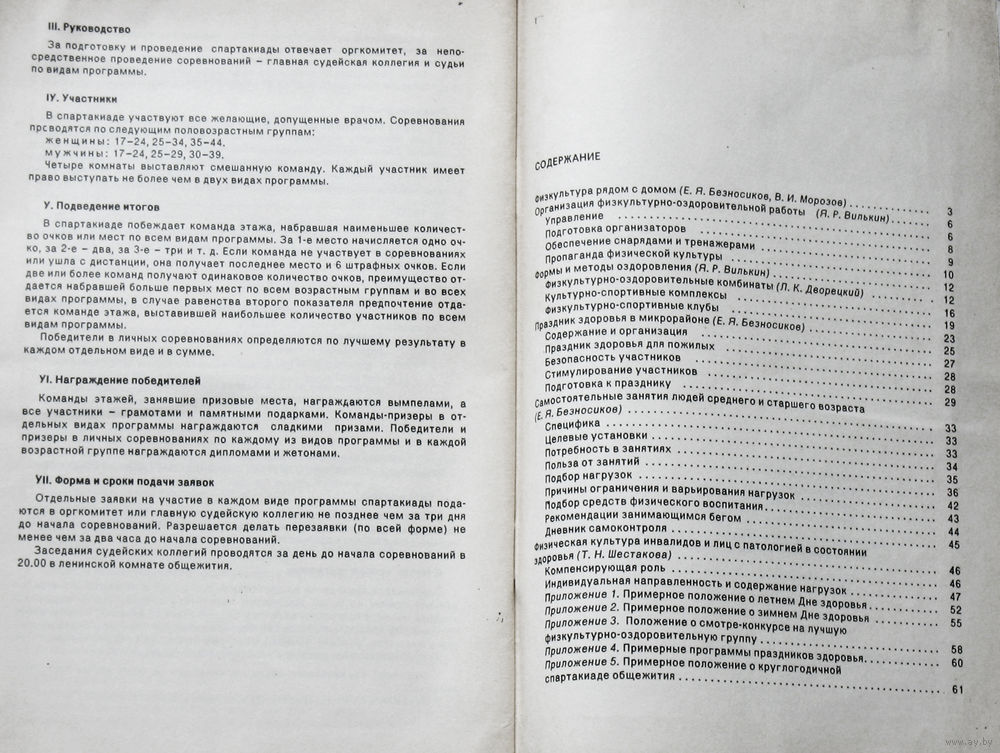 III. Руководство
За подготовку и проведение спартакиады отвечает оргкомитет, за непо-
средственное проведение соревнований – главная судейская коллегия и судьи
по видам программы.
IУ. Участники
В спартакиаде участвуют все желающие, допущенные врачом. Соревнования
прсводятся по следующим половозрастным группам:
женщины: 17–24, 25–34, 35–44.
мужчины: 17–24, 25–29, 30–39.
Четыре комнаты выставляют смешанную команду. Каждый участник имеет
право выступать не более чем в двух видах программы.
У. Подведение итогов
В спартакиаде побеждает команда этажа, набравшая наименьшее количест-
во очков или мест по всем видам программы. За 1-е место начисляется одно оч-
ко, за 2-е – два, за 3-е – три и т. д. Если команда не участвует в соревнованиях
или ушла с дистанции, она получает последнее место и 6 штрафных очков. Если
две или более команд получают одинаковое количество очков, преимущество от-
дается набравшей больше первых мест по всем возрастным группам и во всех
видах программы, в случае равенства второго показателя предпочтение отда-
ется команде этажа, выставившей наибольшее количество участников по всем
видам программы.
Победители в личных соревнованиях определяются по лучшему результату в
каждом отдельном виде и в сумме.
УI. Награждение победителей
Команды этажей, занявшие призовые места, награждаются вымпелами, а
все участники – грамотами и памятными подарками. Команды-призеры в от-
дельных видах программы награждаются сладкими призами. Победители и
призеры в личных соревнованиях по каждому из видов программы и в каждой
возрастной группе награждаются дипломами и жетонами.
УII. Форма и сроки подачи заявок
Отдельные заявки на участие в каждом виде программы спартакиады пода-
ются в оргкомитет или главную судейскую коллегию не позднее чем за три дня
до начала соревнований. Разрешается делать перезаявки (по всей форме) не
менее чем за два часа до начала соревнований.
Заседания судейских коллегий проводятся за день до начала соревнований в
20.00 в ленинской комнате общежития.
СОДЕРЖАНИЕ
Физкультура рядом с домом (Е. Я. Безносиков, В. И. Морозов) . . . . 3
Организация физкультурно-оздоровительной работы (Я. Р. Вилькин) . . . . 6
Управление . . . . 6
Подготовка организаторов . . . . 8
Обеспечение снарядами и тренажерами . . . . 9
Пропаганда физической культуры . . . . 10
Формы и методы оздоровления (Я. Р. Вилькин) . . . . 12
Физкультурно-оздоровительные комбинаты (Л. К. Дворецкий) . . . . 12
Культурно-спортивные комплексы . . . . 16
Физкультурно-спортивные клубы . . . . 19
Праздник здоровья в микрорайоне (Е. Я. Безносиков) . . . . 23
Содержание и организация . . . . 25
Праздник здоровья для пожилых . . . . 27
Безопасность участников . . . . 28
Стимулирование участников . . . . 28
Подготовка к празднику . . . . 29
Самостоятельные занятия людей среднего и старшего возраста
(Е. Я. Безносиков) . . . . 33
Специфика . . . . 33
Целевые установки . . . . 33
Потребность в занятиях . . . . 34
Польза от занятий . . . . 35
Подбор нагрузок . . . . 36
Причины ограничения и варьирования нагрузок . . . . 42
Подбор средств физического воспитания . . . . 43
Рекомендации занимающимся бегом . . . . 44
Дневник самоконтроля . . . . 45
Физическая культура инвалидов и лиц с патологией в состоянии
здоровья (Т. Н. Шестакова) . . . . 46
Компенсирующая роль . . . . 46
Индивидуальная направленность и содержание нагрузок . . . . 47
Приложение 1. Примерное положение о летнем Дне здоровья . . . . 52
Приложение 2. Примерное положение о зимнем Дне здоровья . . . . 55
Приложение 3. Положение о смотре-конкурсе на лучшую
физкультурно-оздоровительную группу . . . . 58
Приложение 4. Примерные программы праздников здоровья . . . . 60
Приложение 5. Примерное положение о круглогодичной
спартакиаде общежития . . . . 61
www.ay.by